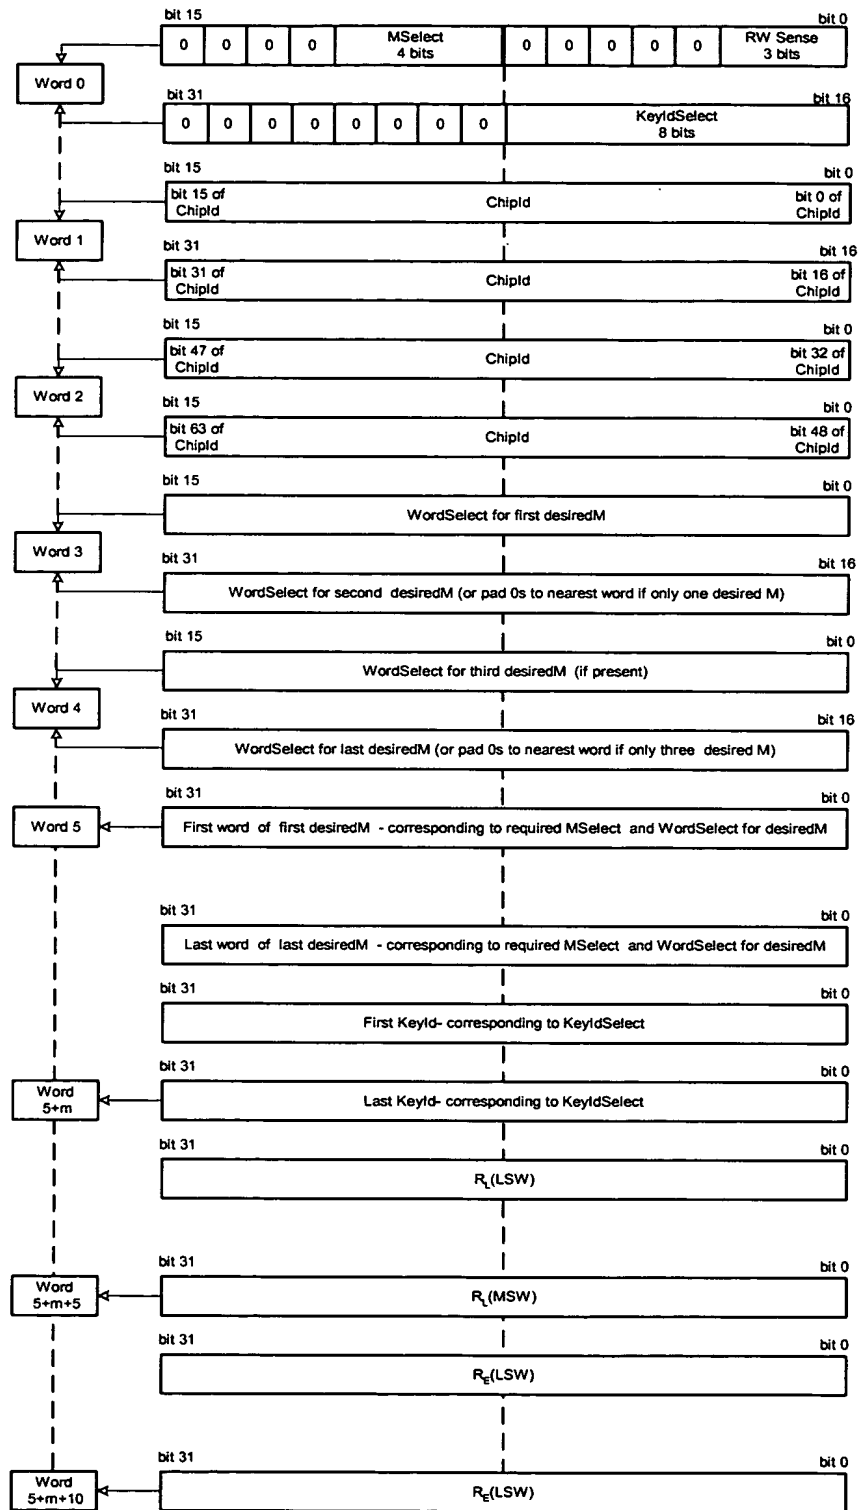 bit 15 bit 0
0 0 0 0 MSelect 4 bits 0 0 0 0 0 RW Sense 3 bits
Word 0
bit 31 bit 16
0 0 0 0 0 0 0 0 KeyIdSelect 8 bits
bit 15 bit 0
bit 15 of ChipId ChipId bit 0 of ChipId
Word 1
bit 31 bit 16
bit 31 of ChipId ChipId bit 16 of ChipId
bit 15 bit 0
bit 47 of ChipId ChipId bit 32 of ChipId
Word 2
bit 15 bit 0
bit 63 of ChipId ChipId bit 48 of ChipId
bit 15 bit 0
WordSelect for first desiredM
Word 3
bit 31 bit 16
WordSelect for second desiredM (or pad 0s to nearest word if only one desired M)
bit 15 bit 0
WordSelect for third desiredM (if present)
Word 4
bit 31 bit 16
WordSelect for last desiredM (or pad 0s to nearest word if only three desired M)
bit 31 bit 0
Word 5 First word of first desiredM - corresponding to required MSelect and WordSelect for desiredM
bit 31 bit 0
Last word of last desiredM - corresponding to required MSelect and WordSelect for desiredM
bit 31 bit 0
First KeyId- corresponding to KeyIdSelect
bit 31 bit 0
Word 5+m Last KeyId- corresponding to KeyIdSelect
bit 31 bit 0
RL(LSW)
bit 31 bit 0
Word 5+m+5 RL(MSW)
bit 31 bit 0
RE(LSW)
bit 31 bit 0
Word 5+m+10 RE(LSW)